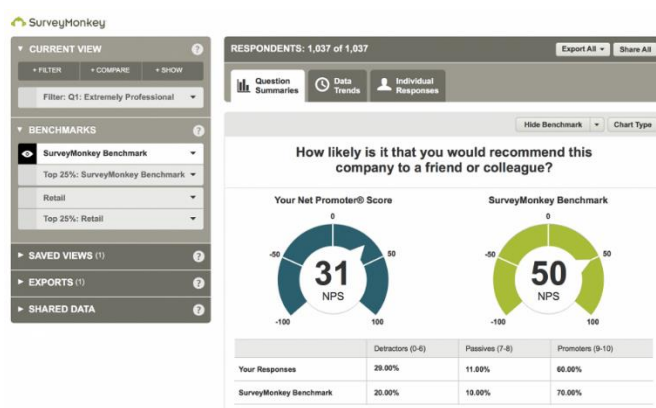 SurveyMonkey
CURRENT VIEW ?
+ FILTER + COMPARE + SHOW
Filter: Q1: Extremely Professional
BENCHMARKS ?
SurveyMonkey Benchmark
Top 25%: SurveyMonkey Benchmark
Retail
Top 25%: Retail
SAVED VIEWS (1) ?
EXPORTS (1) ?
SHARED DATA ?
RESPONDENTS: 1,037 of 1,037
Export All Share All
Question Summaries
Data Trends
Individual Responses
Hide Benchmark Chart Type
How likely is it that you would recommend this
company to a friend or colleague?
Your Net Promoter® Score SurveyMonkey Benchmark
0 0
-50 50 -50 50
31 50
NPS NPS
-100 100 -100 100
Detractors (0-6) Passives (7-8) Promoters (9-10)
Your Responses 29.00% 11.00% 60.00%
SurveyMonkey Benchmark 20.00% 10.00% 70.00%